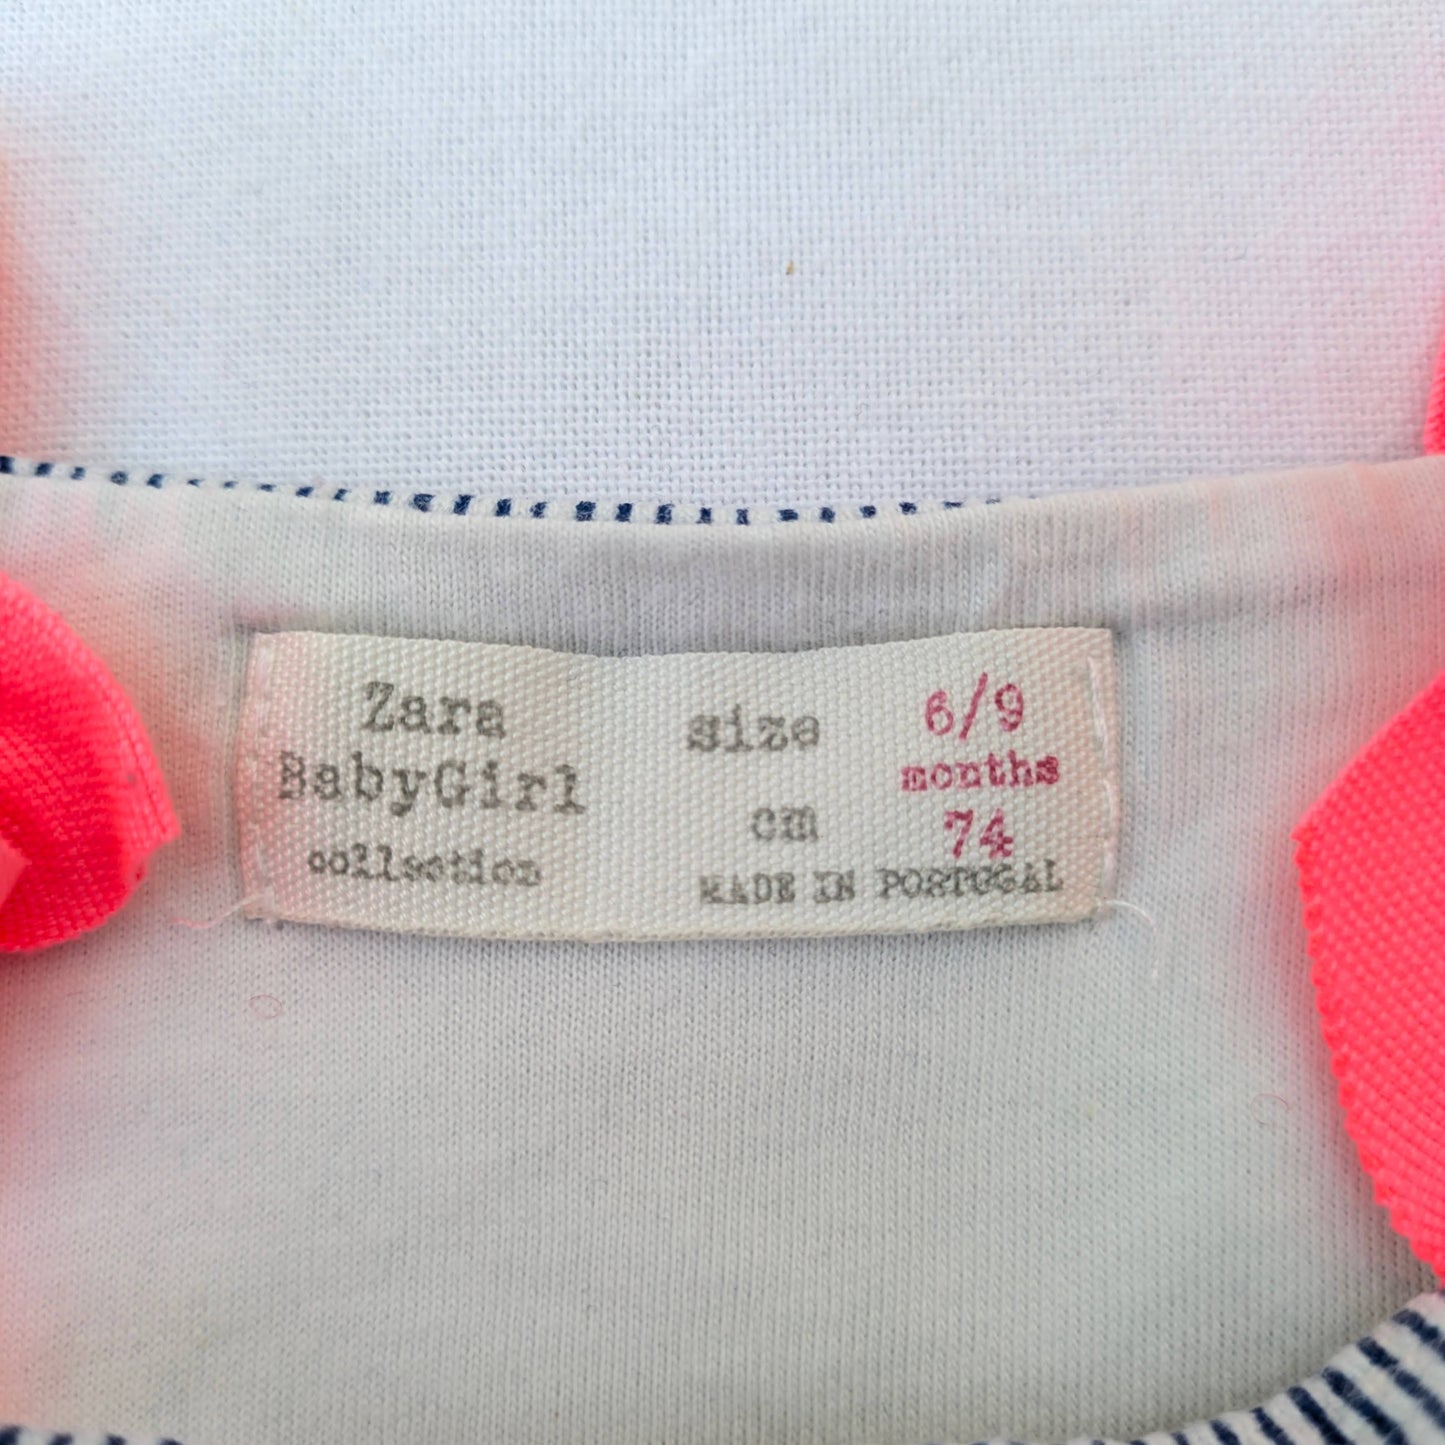 Zara
BabyGirl
collection
size 6/9
months
cm 74
MADE IN PORTUGAL